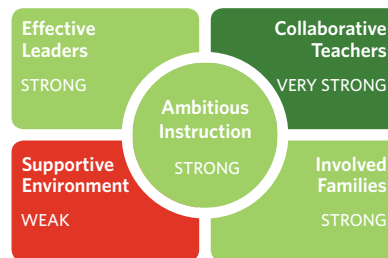 Effective
Leaders
STRONG
Collaborative
Teachers
VERY STRONG
Ambitious
Instruction
STRONG
Supportive
Environment
WEAK
Involved
Families
STRONG